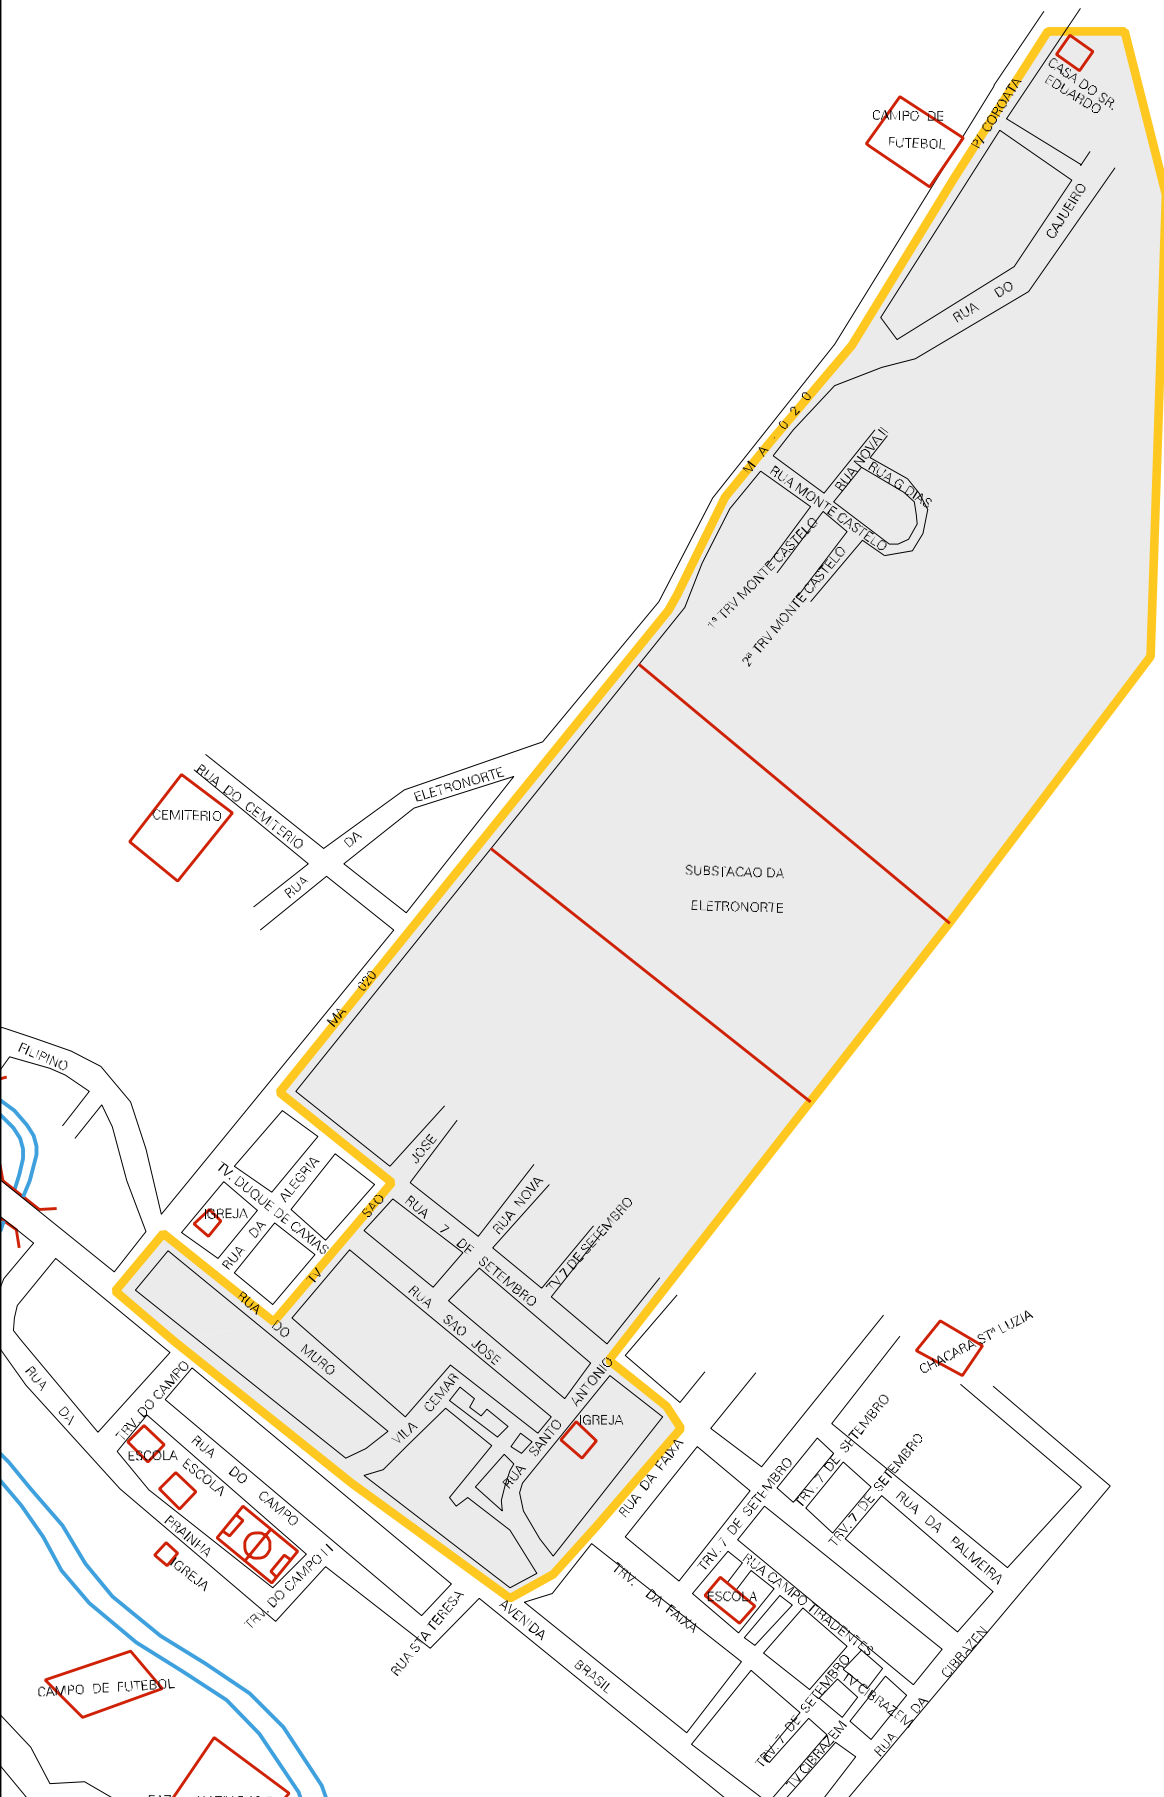 CASA DO SR.
EDUARDO
P/ COROATA
CAMPO DE
FUTEBOL
CAJUEIRO
RUA DO
MA - 020
RUA NOVA II
RUA G DIAS
RUA MONTE CASTELO
1ª TRV MONTE CASTELO
2ª TRV MONTE CASTELO
RUA DO CEMITERIO
CEMITERIO
ELETRONORTE
DA
RUA
SUBSTACAO DA
ELETRONORTE
MA 020
FILIPINO
JOSE
SAO
TV
TV. DUQUE DE CAXIAS
ALEGRIA
RUA DA
IGREJA
RUA 7 DE SETEMBRO
RUA NOVA
TV 7 DE SETEMBRO
RUA DO MURO
RUA SAO JOSE
VILA CEMAR
RUA SANTO ANTONIO
IGREJA
CHACARA STª LUZIA
RUA DA
TRV. DO CAMPO
ESCOLA
ESCOLA
RUA DO CAMPO
PRAINHA
IGREJA
TRV. DO CAMPO II
RUA STA TERESA
RUA DA FAIXA
TRV. 7 DE SETEMBRO
TRV. 7 DE SETEMBRO
TRV. 7 DE SETEMBRO
RUA DA PALMEIRA
TRV. DA FAIXA
ESCOLA
RUA CAMPO TIRADENTES
AVENIDA
BRASIL
TRV. 7 DE SETEMBRO
TV CIBRAZEM
TV CIBRAZEM
RUA DA CIBRAZEN
CAMPO DE FUTEBOL